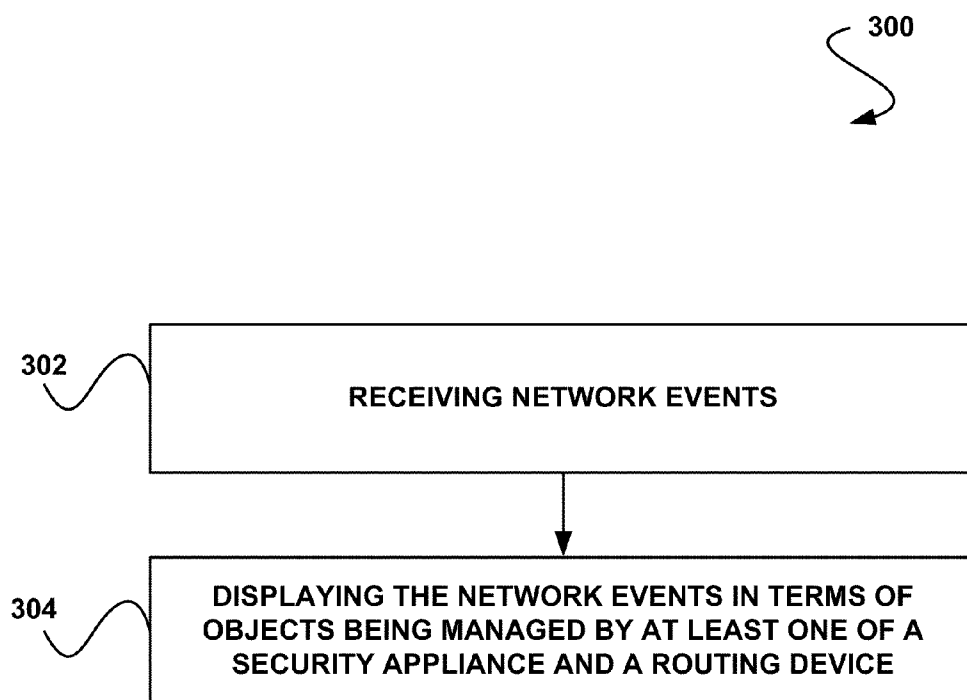 300
302
RECEIVING NETWORK EVENTS
304
DISPLAYING THE NETWORK EVENTS IN TERMS OF
OBJECTS BEING MANAGED BY AT LEAST ONE OF A
SECURITY APPLIANCE AND A ROUTING DEVICE